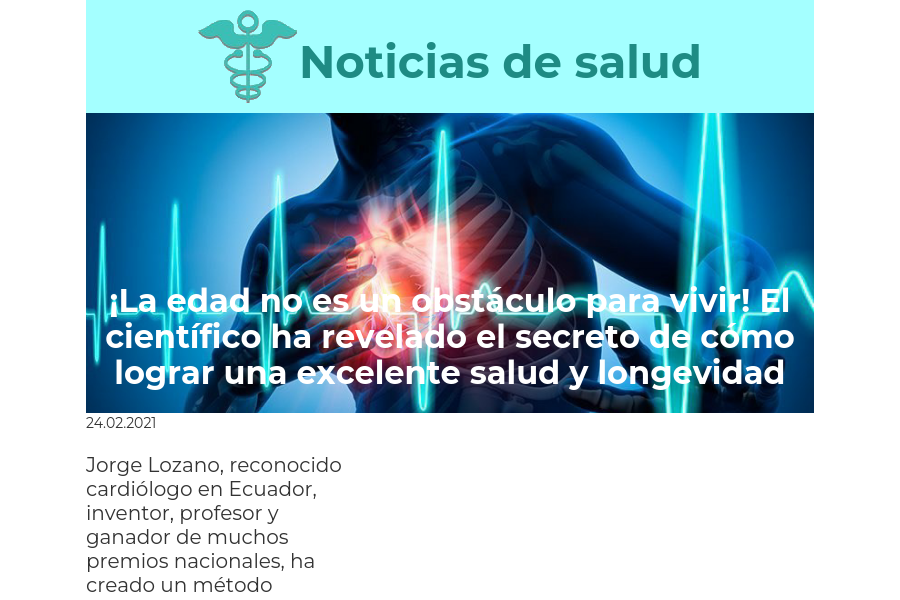 Noticias de salud
¡La edad no es un obstáculo para vivir! El
científico ha revelado el secreto de cómo
lograr una excelente salud y longevidad
24.02.2021
Jorge Lozano, reconocido
cardiólogo en Ecuador,
inventor, profesor y
ganador de muchos
premios nacionales, ha
creado un método